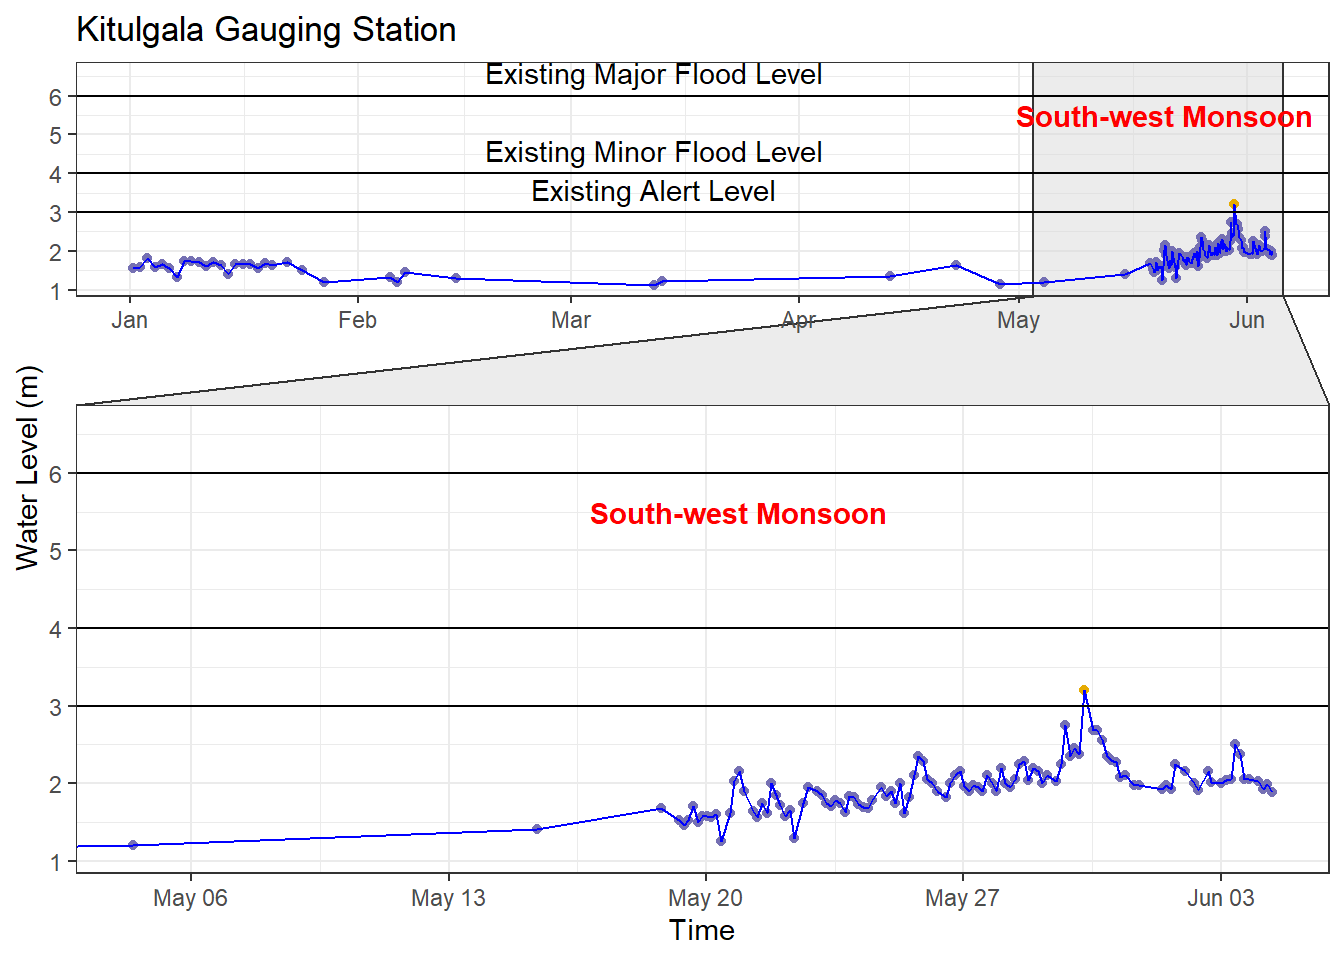 Kitulgala Gauging Station
Existing Major Flood Level
6
South-west Monsoon
5
Existing Minor Flood Level
4
Existing Alert Level
3
2
1
Jan Feb Mar Apr May Jun
Water Level (m)
6
South-west Monsoon
5
4
3
2
1
May 06 May 13 May 20 May 27 Jun 03
Time